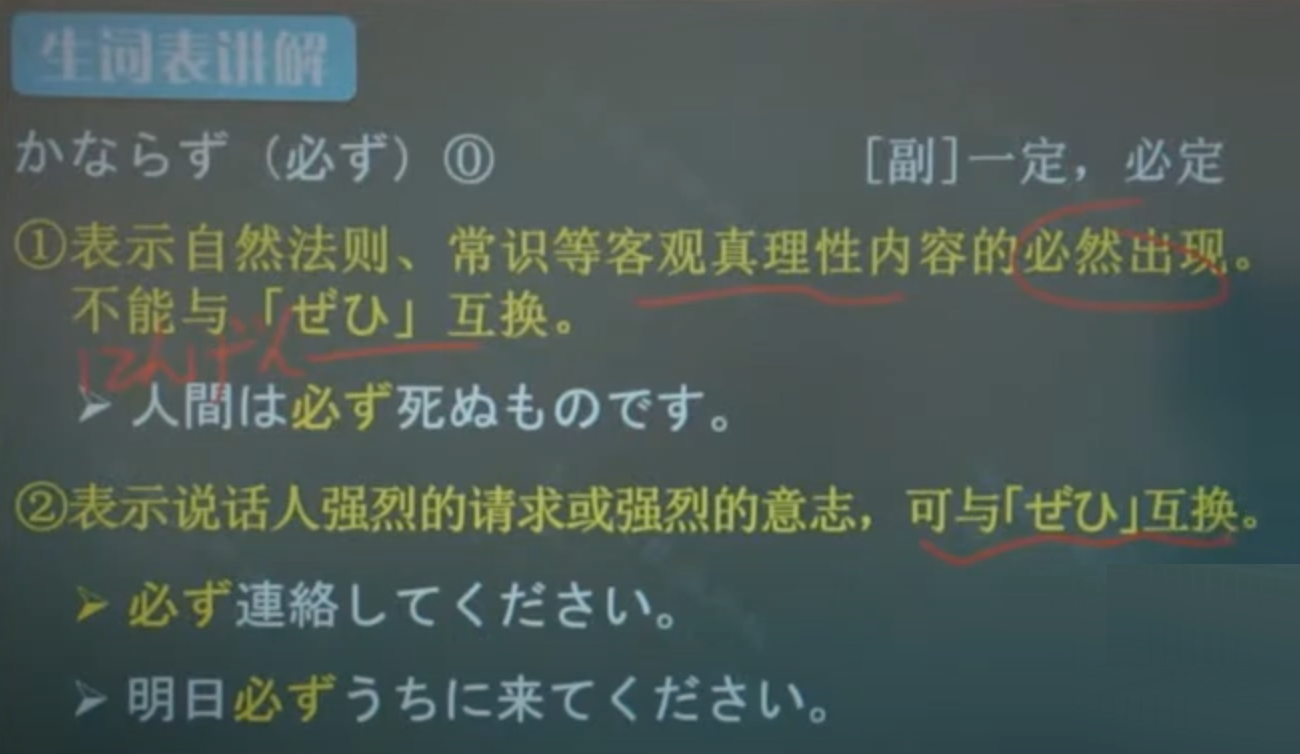 生词表讲解
かならず（必ず）⓪ [副]一定，必定
①表示自然法则、常识等客观真理性内容的必然出现。
不能与「ぜひ」互换。
にんげん
➢ 人間は必ず死ぬものです。
②表示说话人强烈的请求或强烈的意志，可与「ぜひ」互换。
➢ 必ず連絡してください。
➢ 明日必ずうちに来てください。